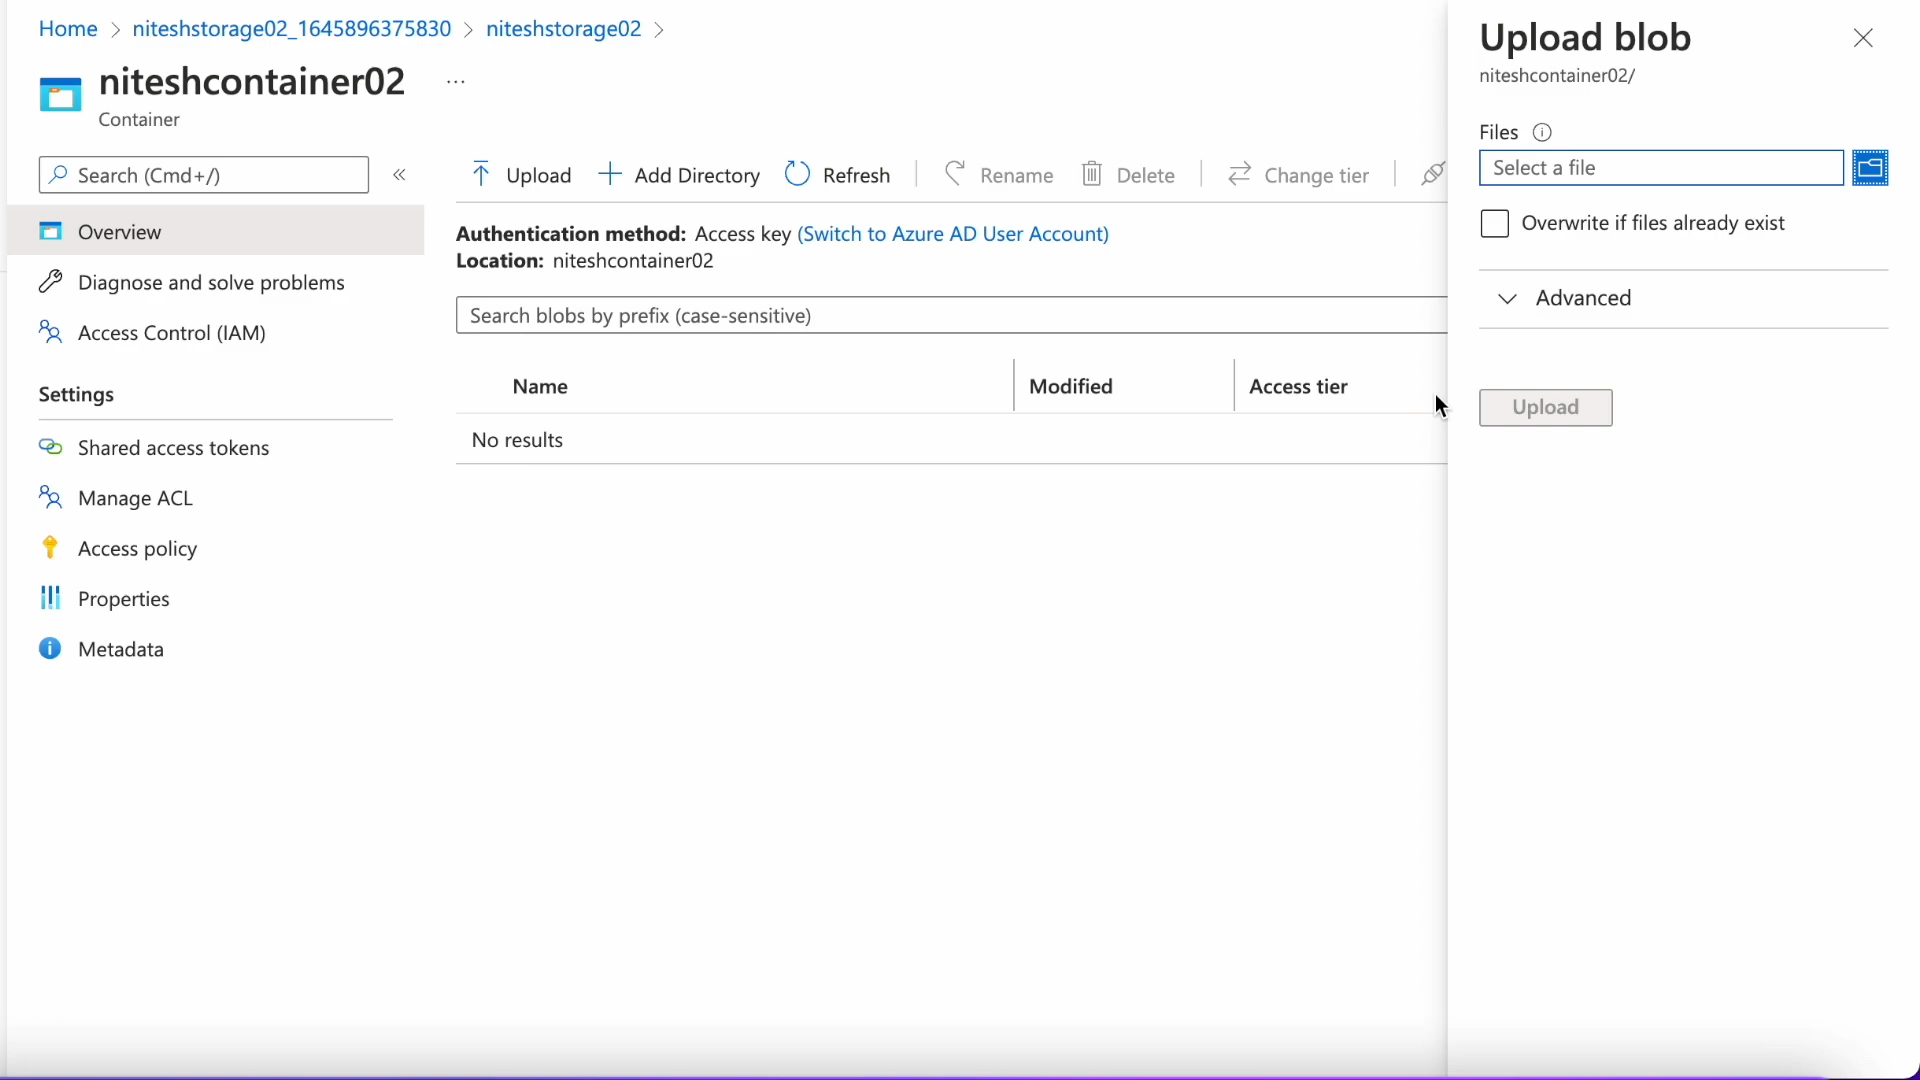 Home > niteshstorage02_1645896375830 > niteshstorage02 >
niteshcontainer02 ...
Container
Search (Cmd+/) «
Overview
Diagnose and solve problems
Access Control (IAM)
Settings
Shared access tokens
Manage ACL
Access policy
Properties
Metadata
Upload Add Directory Refresh Rename Delete Change tier
Authentication method: Access key (Switch to Azure AD User Account)
Location: niteshcontainer02
Search blobs by prefix (case-sensitive)
Name Modified Access tier
No results
Upload blob
niteshcontainer02/
Files
Select a file
Overwrite if files already exist
Advanced
Upload